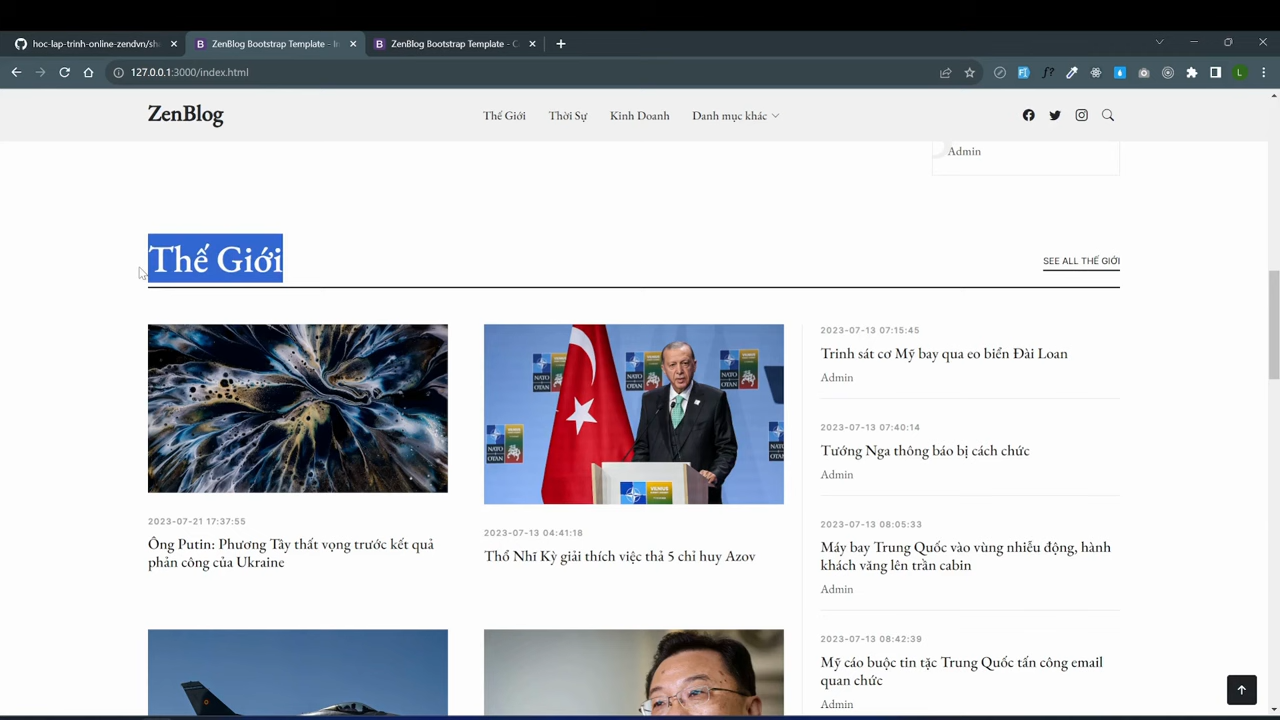 hoc-lap-trinh-online-zendvn/sh
ZenBlog Bootstrap Template - I
ZenBlog Bootstrap Template - C
127.0.0.1:3000/index.html
L
ZenBlog
Thế Giới
Thời Sự
Kinh Doanh
Danh mục khác
Admin
Thế Giới
SEE ALL THẾ GIỚI
2023-07-21 17:37:55
Ông Putin: Phương Tây thất vọng trước kết quả
phản công của Ukraine
NATO
OTAN
NATO
OTAN
NATO
OTAN
VILNIUS
2023-07-13 04:41:18
Thổ Nhĩ Kỳ giải thích việc thả 5 chỉ huy Azov
2023-07-13 07:15:45
Trinh sát cơ Mỹ bay qua eo biển Đài Loan
Admin
2023-07-13 07:40:14
Tướng Nga thông báo bị cách chức
Admin
2023-07-13 08:05:33
Máy bay Trung Quốc vào vùng nhiễu động, hành
khách văng lên trần cabin
Admin
2023-07-13 08:42:39
Mỹ cáo buộc tin tặc Trung Quốc tấn công email
quan chức
Admin